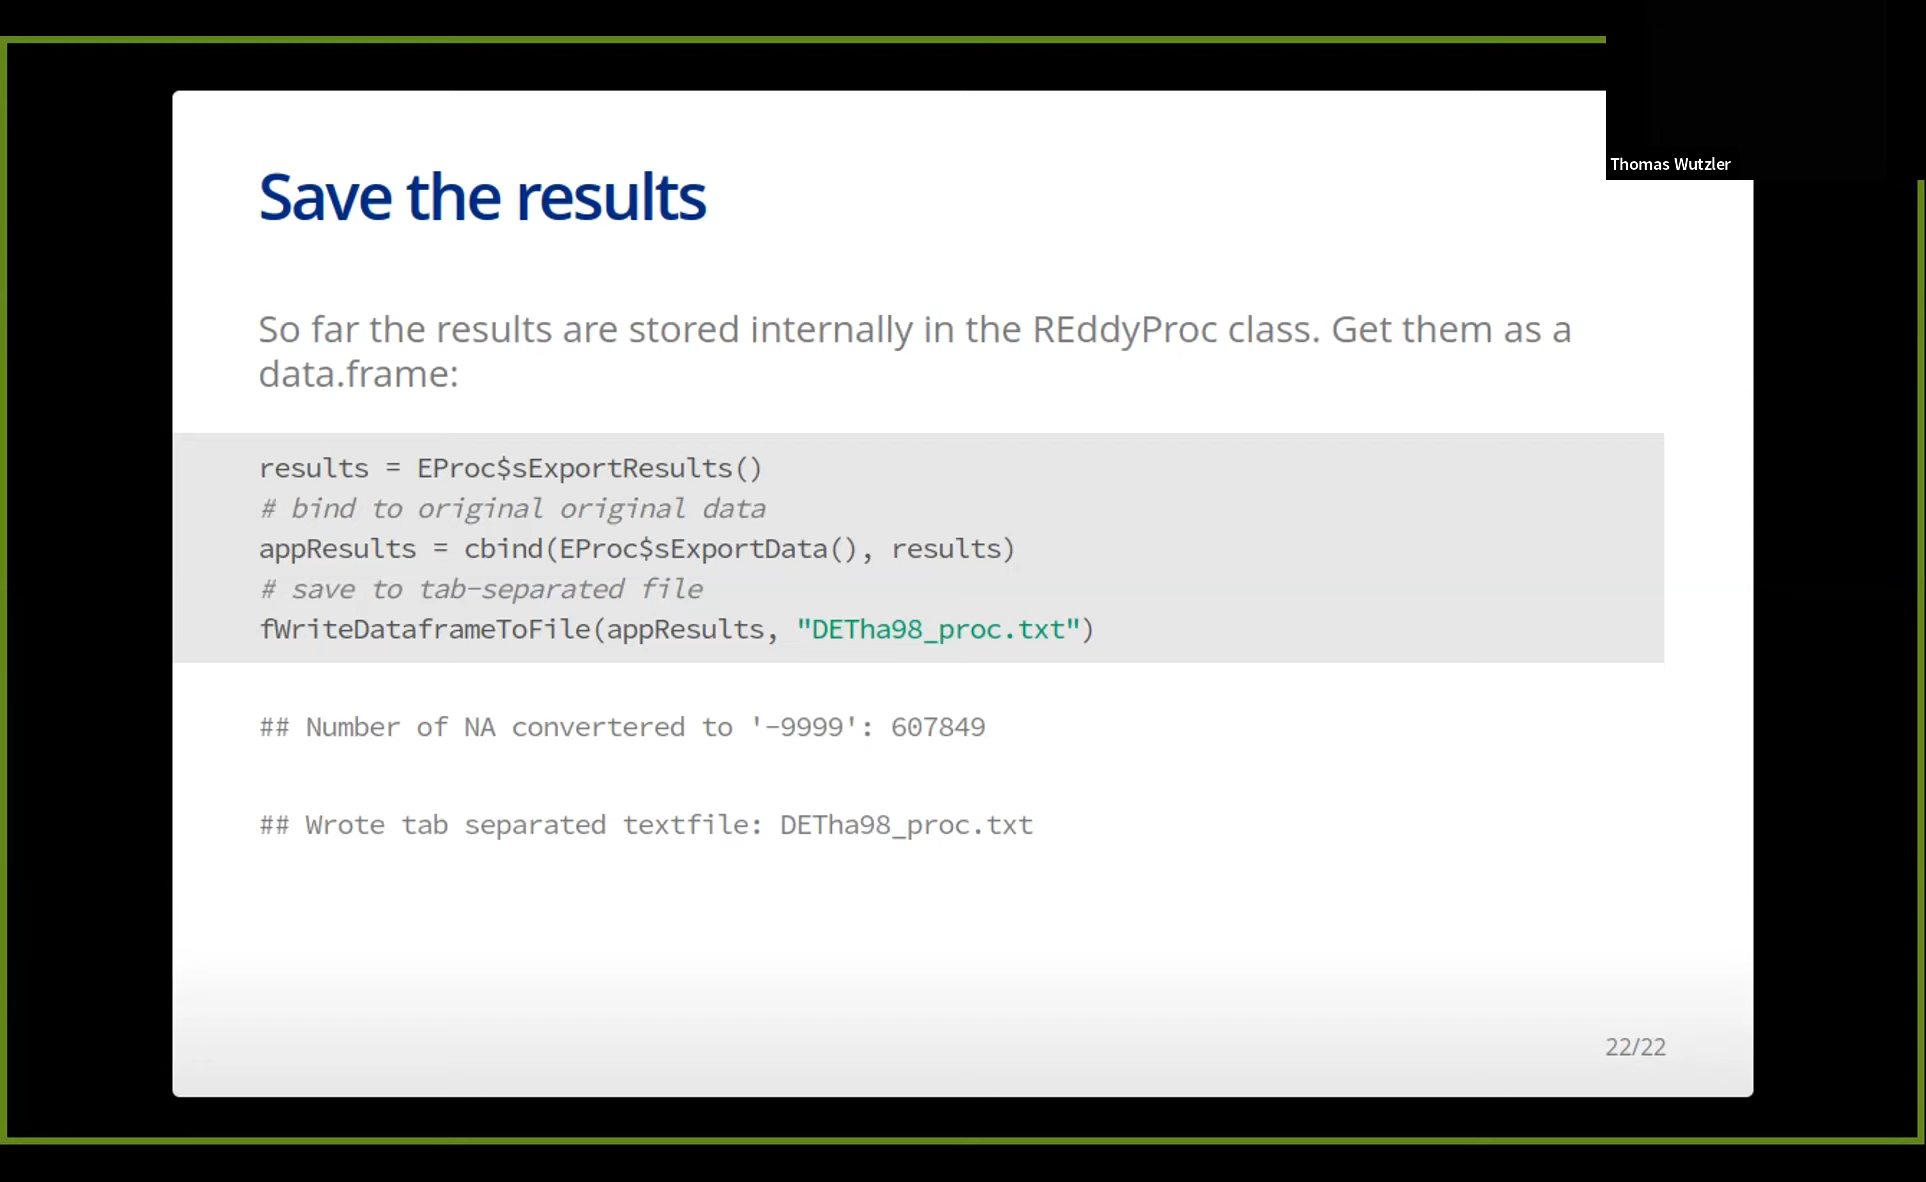 Thomas Wutzler
Save the results
So far the results are stored internally in the REddyProc class. Get them as a
data.frame:
results = EProc$sExportResults()
# bind to original original data
appResults = cbind(EProc$sExportData(), results)
# save to tab-separated file
fWriteDataframeToFile(appResults, "DETha98_proc.txt")
## Number of NA convertered to '-9999': 607849
## Wrote tab separated textfile: DETha98_proc.txt
22/22